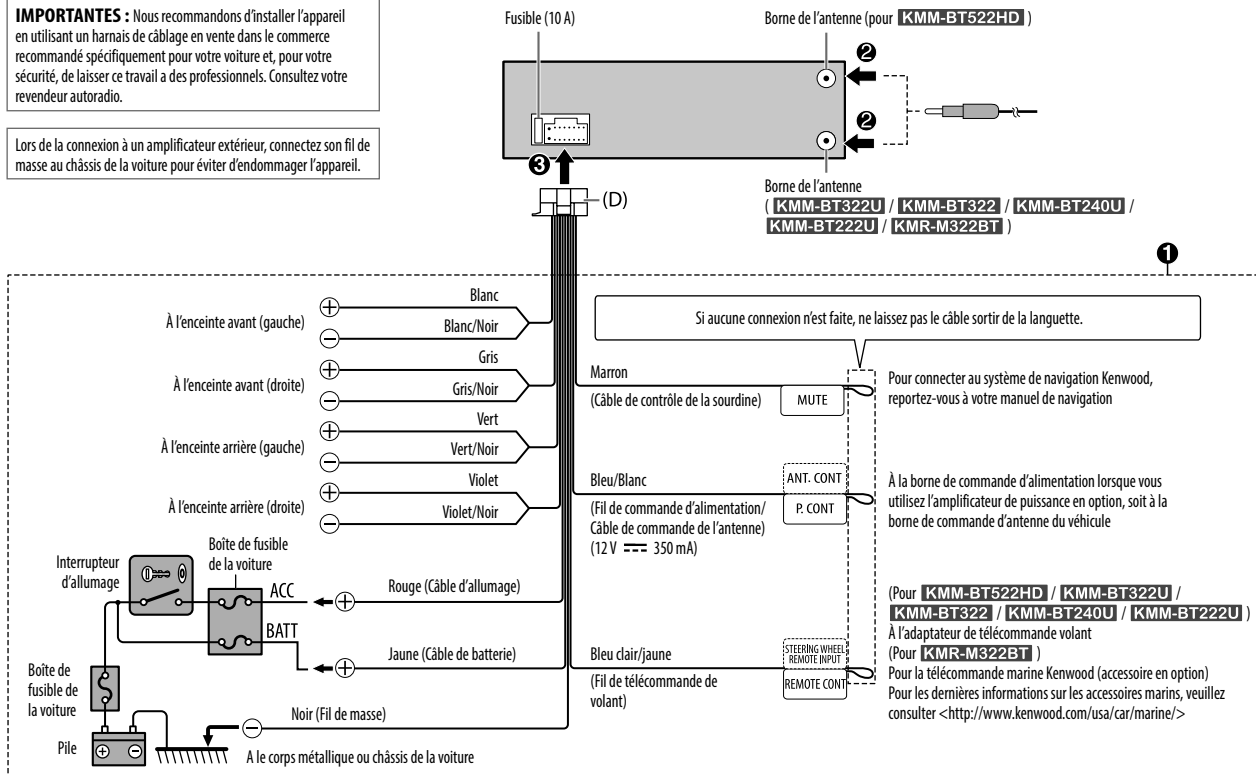 IMPORTANTES : Nous recommandons d'installer l'appareil
en utilisant un harnais de câblage en vente dans le commerce
recommandé spécifiquement pour votre voiture et, pour votre
sécurité, de laisser ce travail a des professionnels. Consultez votre
revendeur autoradio.
Lors de la connexion à un amplificateur extérieur, connectez son fil de
masse au châssis de la voiture pour éviter d'endommager l'appareil.
Fusible (10 A)
Borne de l'antenne (pour KMM-BT522HD )
2
2
3
(D)
Borne de l'antenne
( KMM-BT322U / KMM-BT322 / KMM-BT240U /
KMM-BT222U / KMR-M322BT )
1
À l'enceinte avant (gauche)
Blanc
Blanc/Noir
À l'enceinte avant (droite)
Gris
Gris/Noir
À l'enceinte arrière (gauche)
Vert
Vert/Noir
À l'enceinte arrière (droite)
Violet
Violet/Noir
Interrupteur
d'allumage
Boîte de fusible
de la voiture
ACC
Rouge (Câble d'allumage)
BATT
Jaune (Câble de batterie)
Boîte de
fusible de
la voiture
Noir (Fil de masse)
Pile
A le corps métallique ou châssis de la voiture
Si aucune connexion n'est faite, ne laissez pas le câble sortir de la languette.
Marron
(Câble de contrôle de la sourdine)
MUTE
Pour connecter au système de navigation Kenwood,
reportez-vous à votre manuel de navigation
Bleu/Blanc
(Fil de commande d'alimentation/
Câble de commande de l'antenne)
(12 V ⎓ 350 mA)
ANT. CONT
P. CONT
À la borne de commande d'alimentation lorsque vous
utilisez l'amplificateur de puissance en option, soit à la
borne de commande d'antenne du véhicule
Bleu clair/jaune
(Fil de télécommande de
volant)
STEERING WHEEL
REMOTE INPUT
REMOTE CONT
(Pour KMM-BT522HD / KMM-BT322U /
KMM-BT322 / KMM-BT240U / KMM-BT222U )
À l'adaptateur de télécommande volant
(Pour KMR-M322BT )
Pour la télécommande marine Kenwood (accessoire en option)
Pour les dernières informations sur les accessoires marins, veuillez
consulter <http://www.kenwood.com/usa/car/marine/>